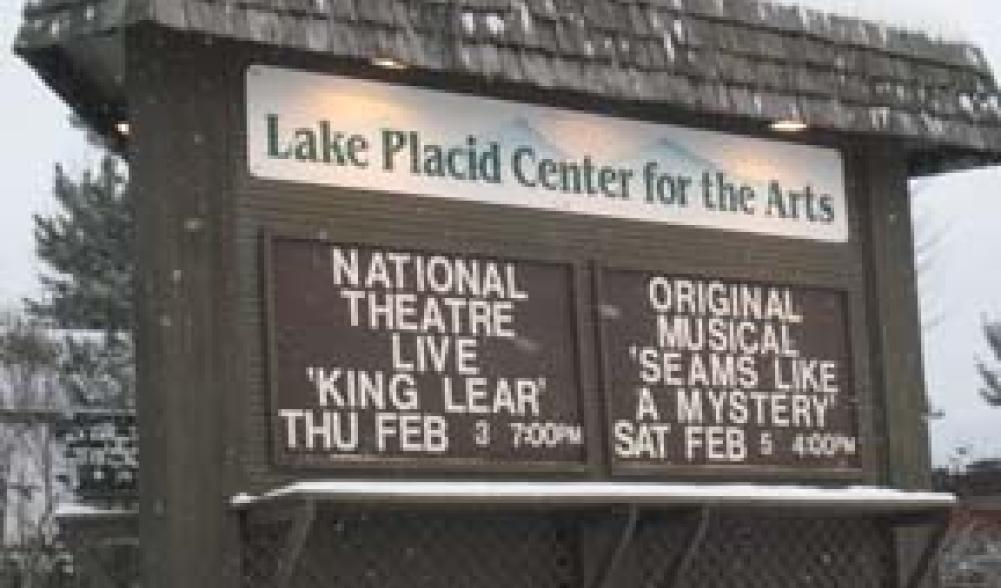 Lake Placid Center for the Arts
NATIONAL
THEATRE
LIVE
'KING LEAR'
THU FEB 3 7:00PM
ORIGINAL
MUSICAL
'SEAMS LIKE
A MYSTERY'
SAT FEB 5 4:00PM